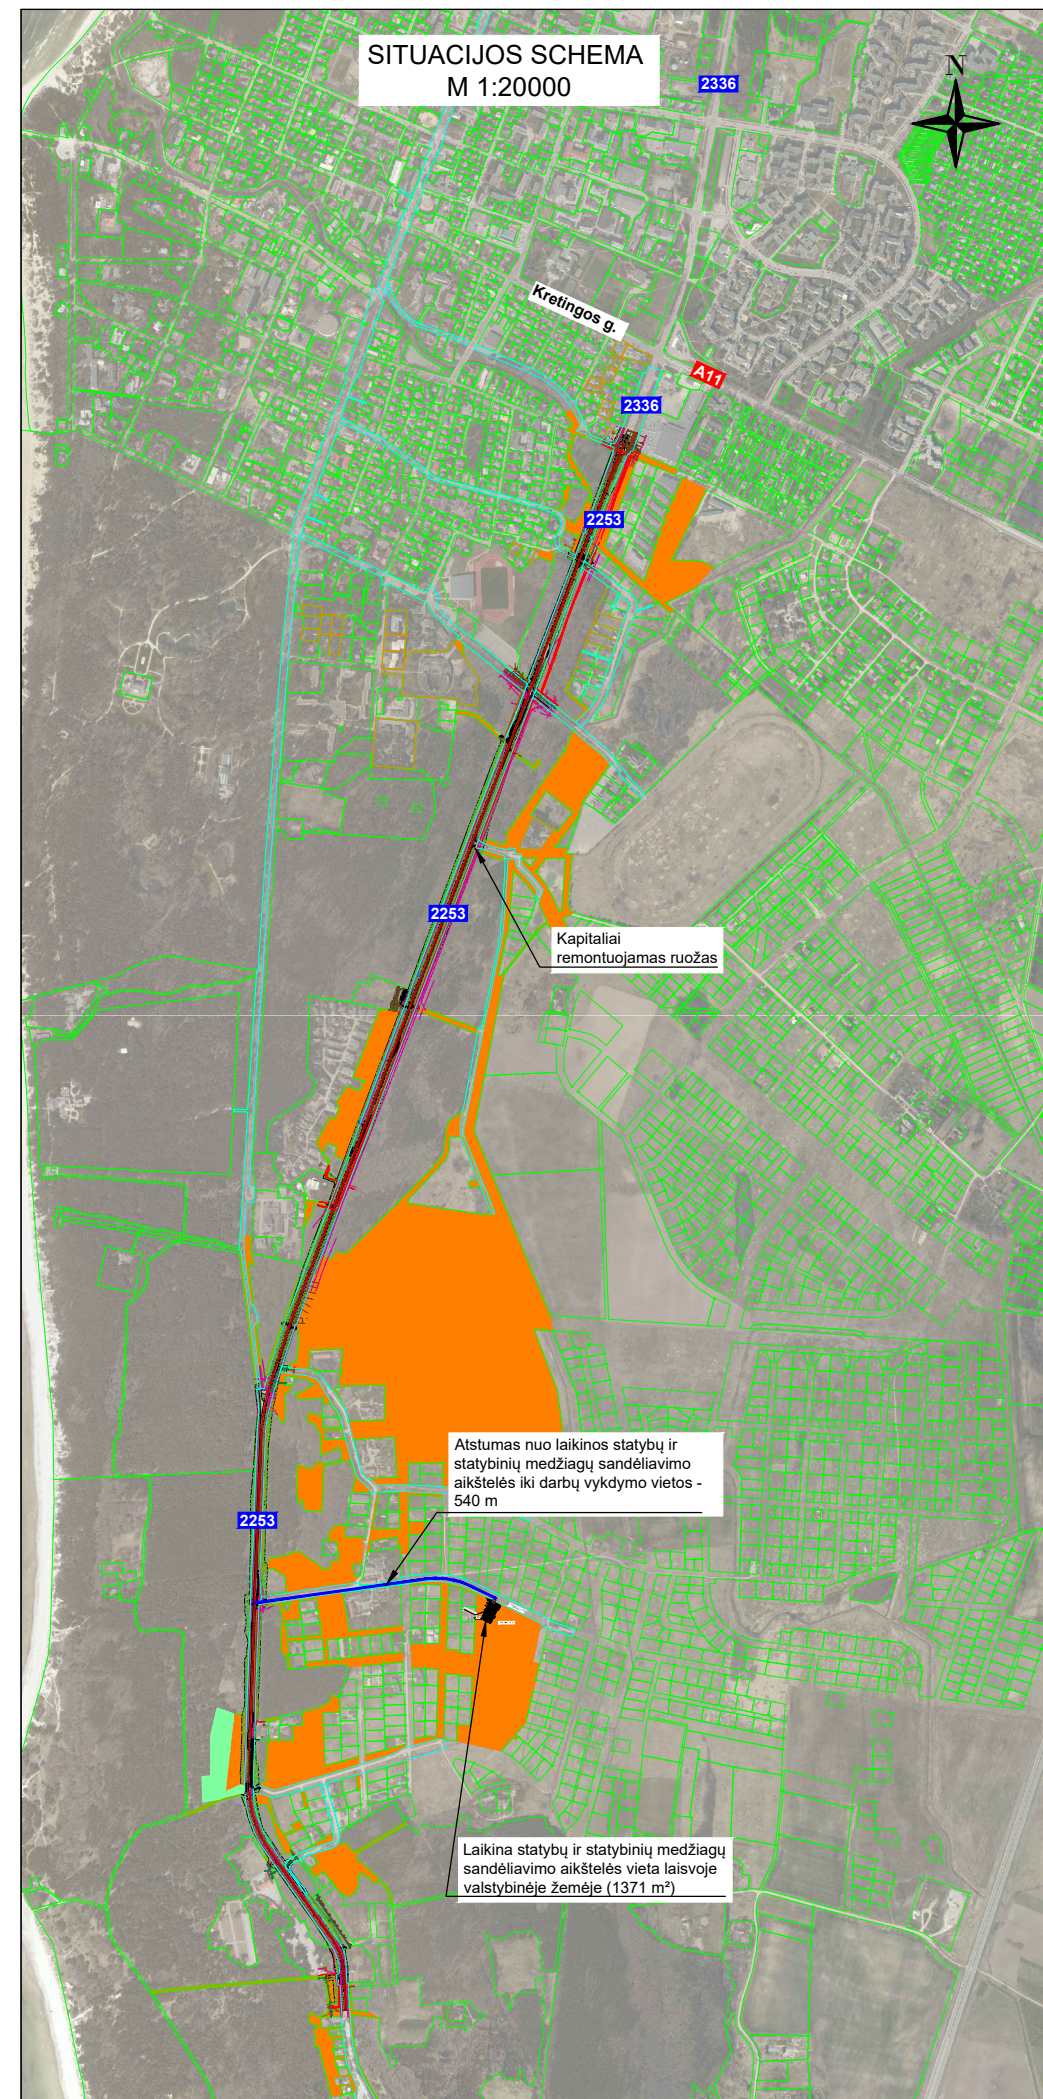 SITUACIJOS SCHEMA
M 1:20000
2336
N
Kretingos g.
A11
2336
2253
2253
Kapitaliai
remontuojamas ruožas
Atstumas nuo laikinos statybų ir
statybinių medžiagų sandėliavimo
aikštelės iki darbų vykdymo vietos -
540 m
2253
Laikina statybų ir statybinių medžiagų
sandėliavimo aikštelės vieta laisvoje
valstybinėje žemėje (1371 m²)